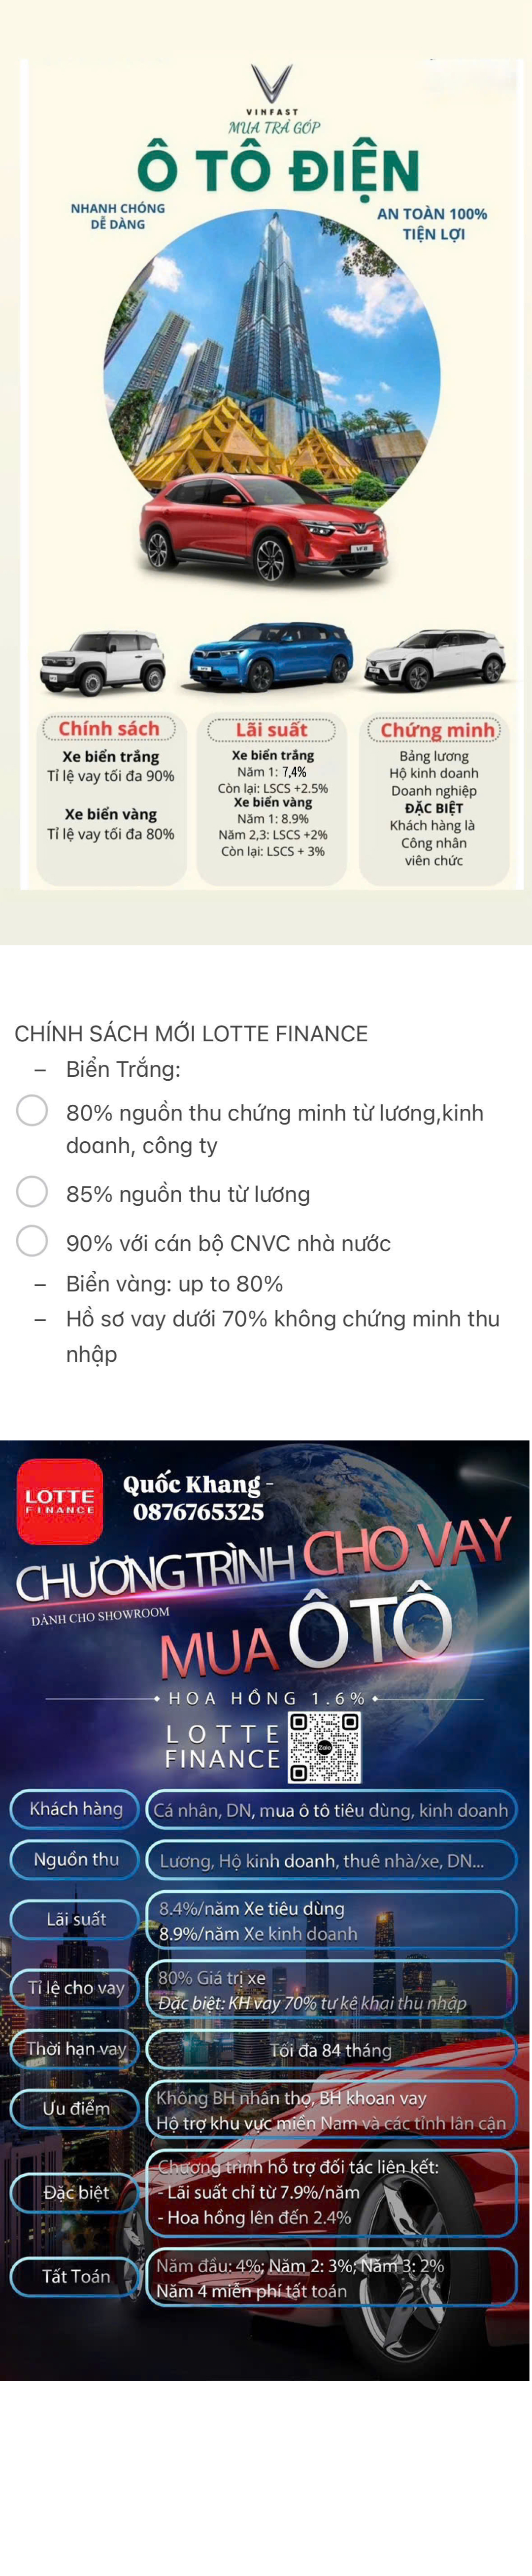 VINFAST
MUA TRẢ GÓP
Ô TÔ ĐIỆN
NHANH CHÓNG
DỄ DÀNG
AN TOÀN 100%
TIỆN LỢI
VF8
Chính sách
Xe biển trắng
Tỉ lệ vay tối đa 90%
Xe biển vàng
Tỉ lệ vay tối đa 80%
Lãi suất
Xe biển trắng
Năm 1: 7,4%
Còn lại: LSCS +2.5%
Xe biển vàng
Năm 1: 8.9%
Năm 2,3: LSCS +2%
Còn lại: LSCS + 3%
Chứng minh
Bảng lương
Hộ kinh doanh
Doanh nghiệp
ĐẶC BIỆT
Khách hàng là
Công nhân
viên chức
CHÍNH SÁCH MỚI LOTTE FINANCE
– Biển Trắng:
80% nguồn thu chứng minh từ lương,kinh
doanh, công ty
85% nguồn thu từ lương
90% với cán bộ CNVC nhà nước
– Biển vàng: up to 80%
– Hồ sơ vay dưới 70% không chứng minh thu
nhập
LOTTE
FINANCE
Quốc Khang -
0876765325
CHƯƠNG TRÌNH CHO VAY
DÀNH CHO SHOWROOM
MUA Ô TÔ
HOA HỒNG 1.6%
LOTTE
FINANCE
Zalo
Khách hàng
Cá nhân, DN, mua ô tô tiêu dùng, kinh doanh
Nguồn thu
Lương, Hộ kinh doanh, thuê nhà/xe, DN...
Lãi suất
8.4%/năm Xe tiêu dùng
8.9%/năm Xe kinh doanh
Tỉ lệ cho vay
80% Giá trị xe
Đặc biệt: KH vay 70% tự kê khai thu nhập
Thời hạn vay
Tối đa 84 tháng
Ưu điểm
Không BH nhân thọ, BH khoan vay
Hộ trợ khu vực miền Nam và các tỉnh lân cận
Đặc biệt
Chương trình hỗ trợ đối tác liên kết:
- Lãi suất chỉ từ 7.9%/năm
- Hoa hồng lên đến 2.4%
Tất Toán
Năm đầu: 4%; Năm 2: 3%; Năm 3: 2%
Năm 4 miễn phí tất toán